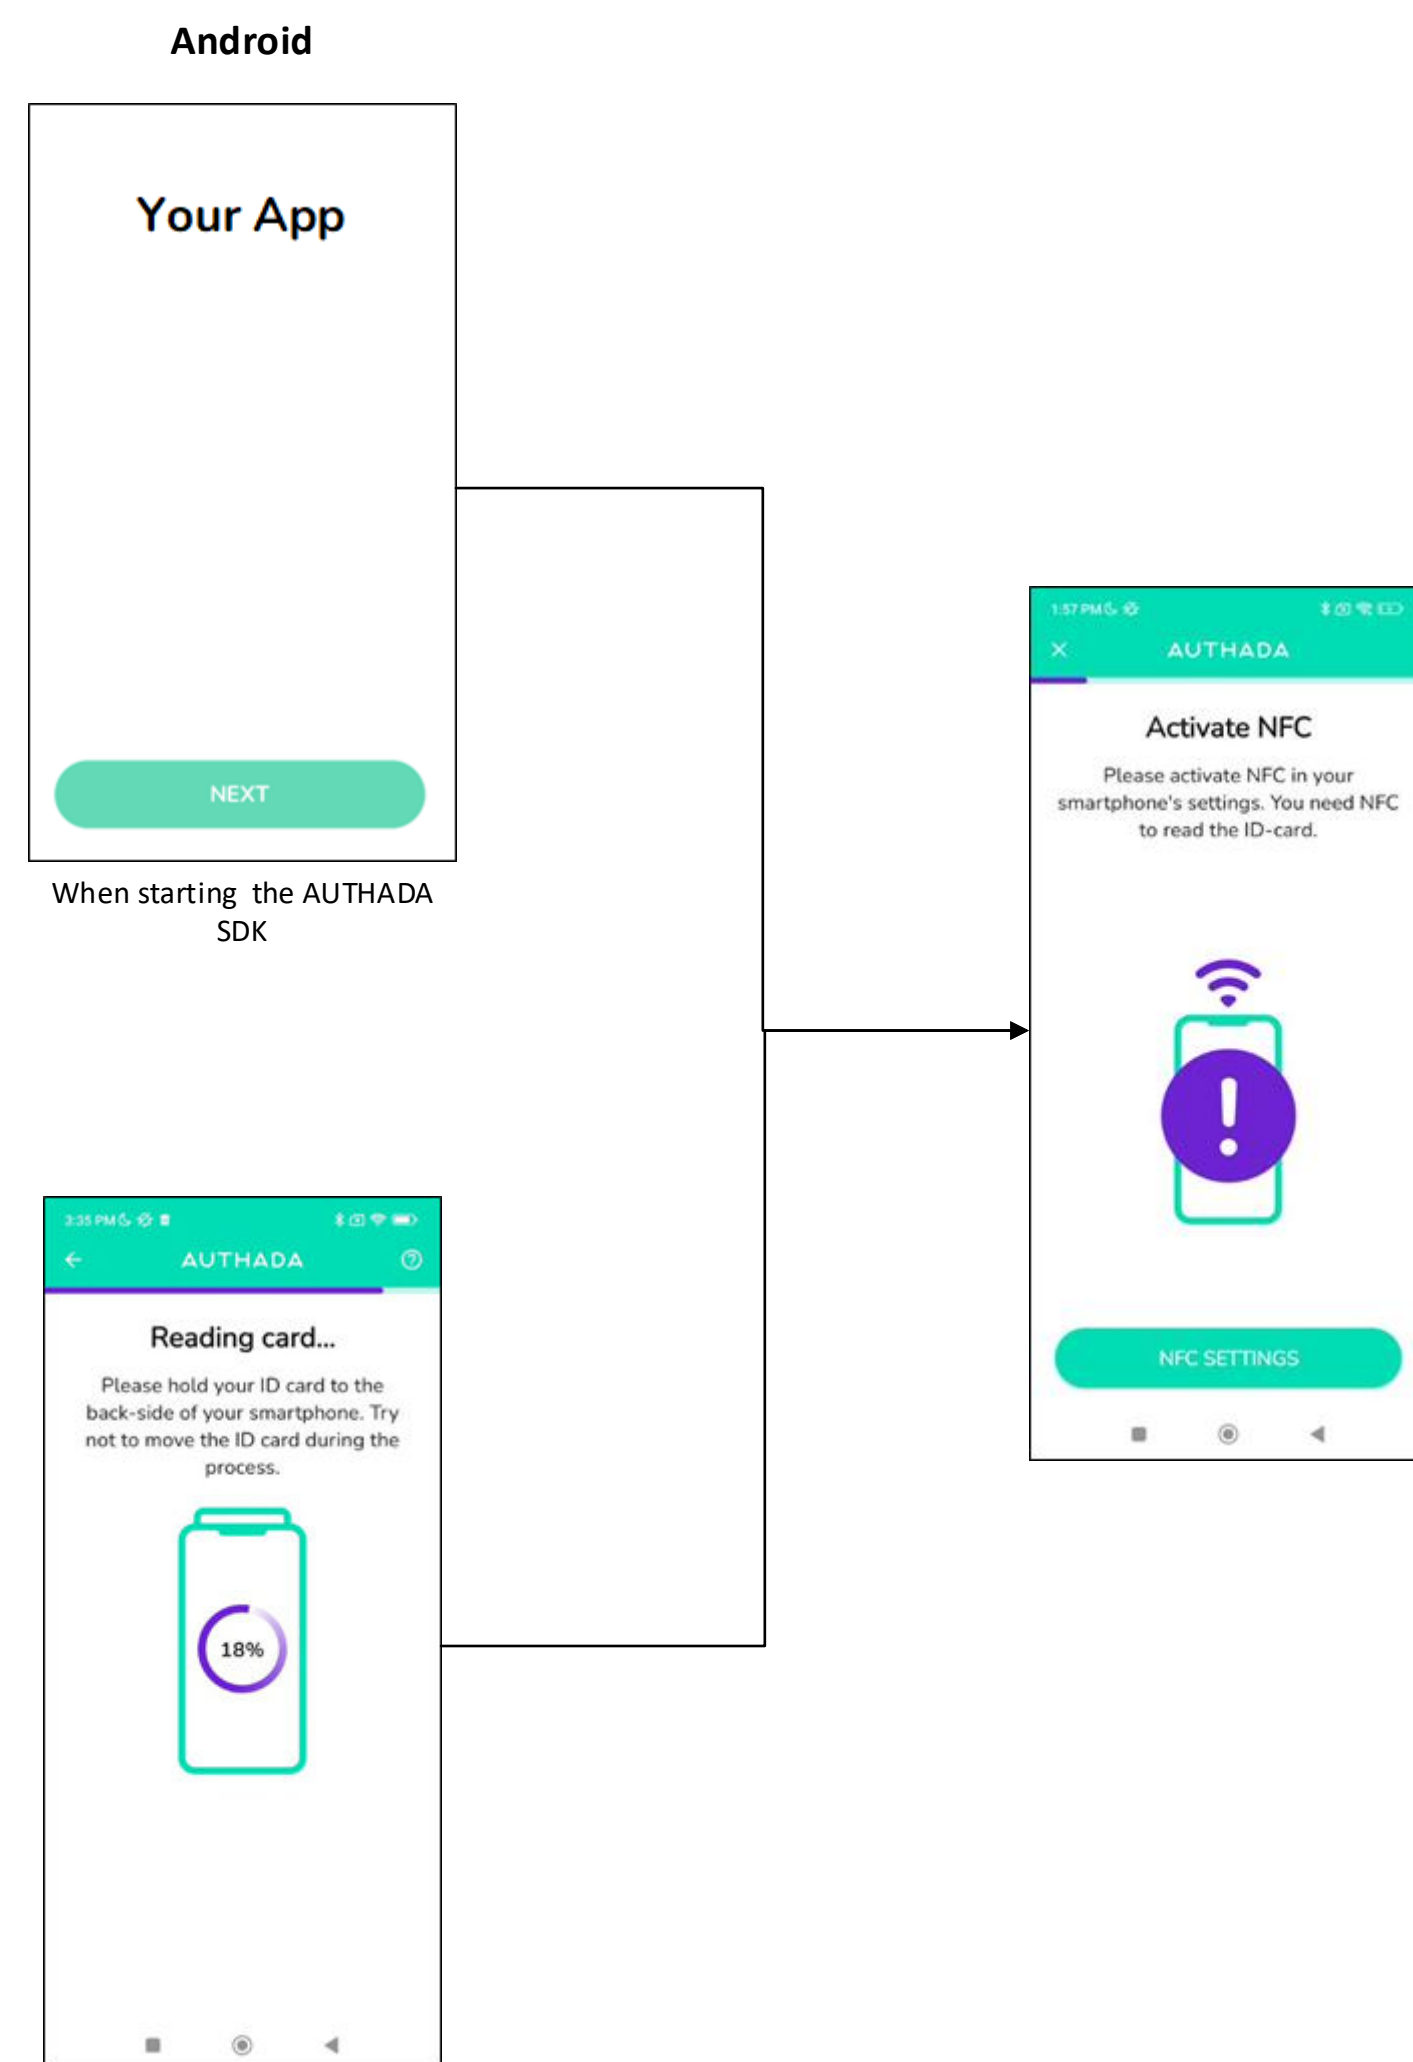 Android
Your App
NEXT
When starting the AUTHADA
SDK
1:57 PM
AUTHADA
Activate NFC
Please activate NFC in your
smartphone's settings. You need NFC
to read the ID-card.
NFC SETTINGS
3:35 PM
AUTHADA
Reading card...
Please hold your ID card to the
back-side of your smartphone. Try
not to move the ID card during the
process.
18%